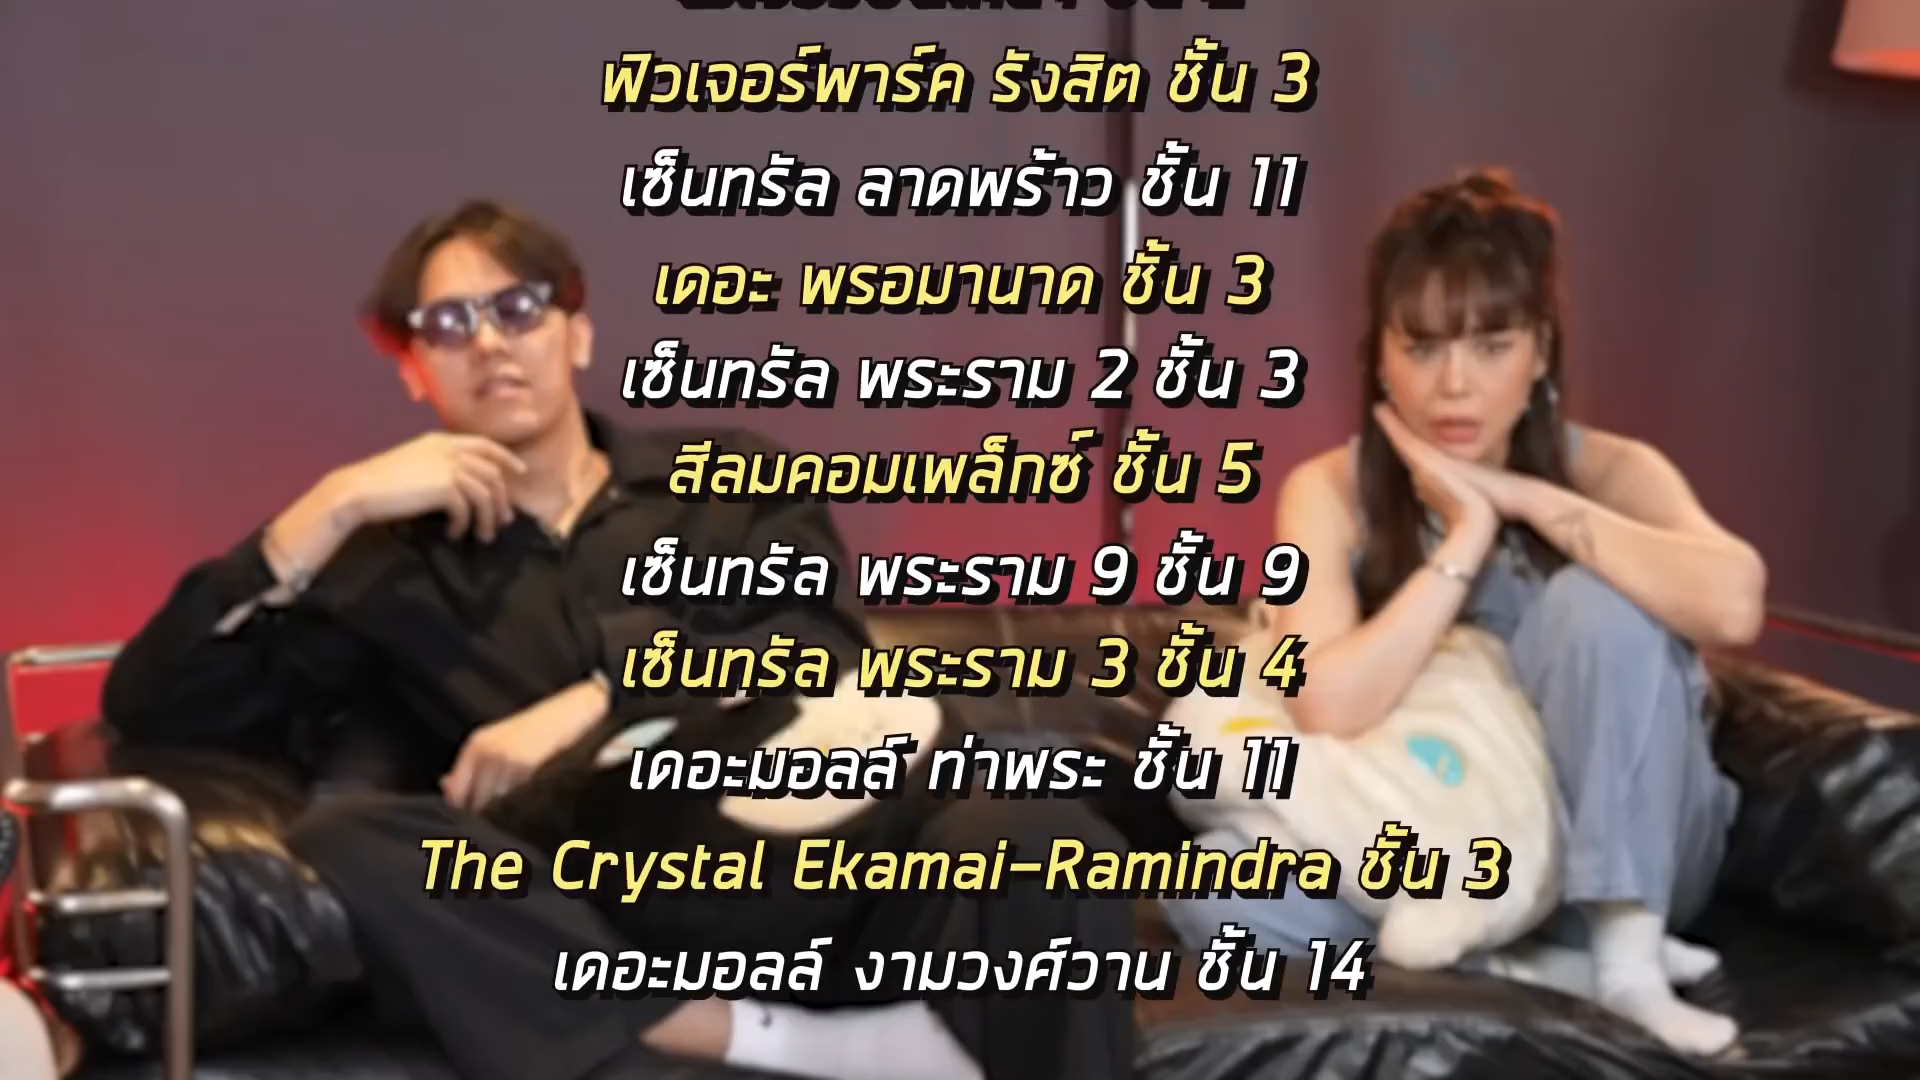 ฟิวเจอร์พาร์ค รังสิต ชั้น 3
เซ็นทรัล ลาดพร้าว ชั้น 11
เดอะ พรอมานาด ชั้น 3
เซ็นทรัล พระราม 2 ชั้น 3
สีลมคอมเพล็กซ์ ชั้น 5
เซ็นทรัล พระราม 9 ชั้น 9
เซ็นทรัล พระราม 3 ชั้น 4
เดอะมอลล์ ท่าพระ ชั้น 11
The Crystal Ekamai-Ramindra ชั้น 3
เดอะมอลล์ งามวงศ์วาน ชั้น 14